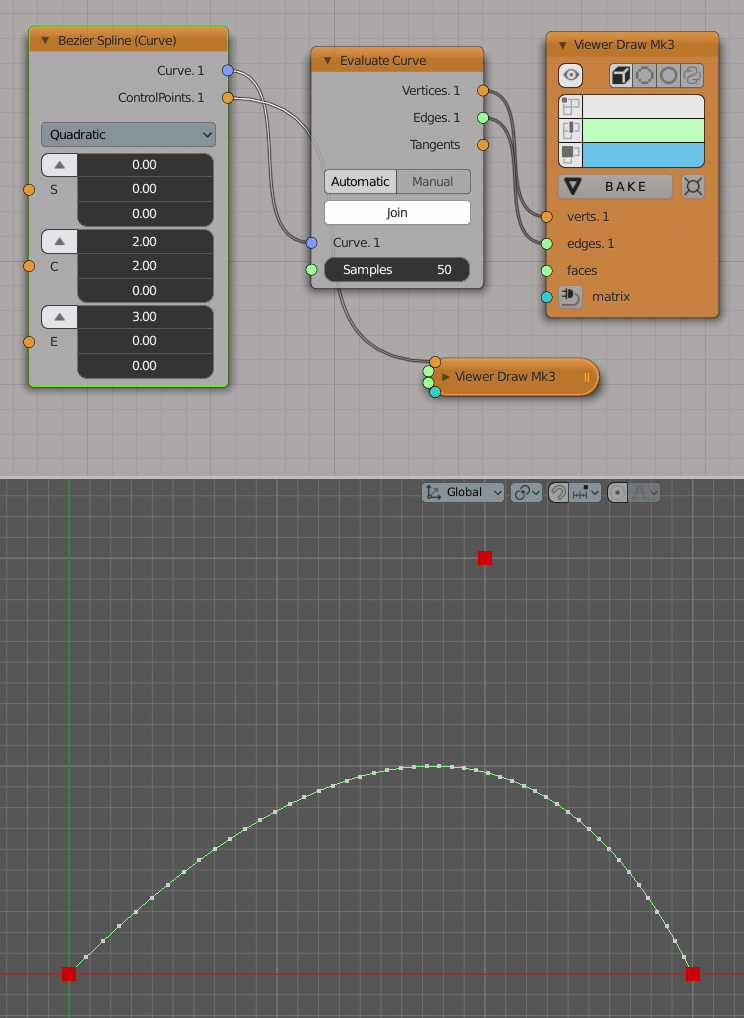 Bezier Spline (Curve)
Curve. 1
ControlPoints. 1
Quadratic
0.00
S 0.00
0.00
2.00
C 2.00
0.00
3.00
E 0.00
0.00
Evaluate Curve
Vertices. 1
Edges. 1
Tangents
Automatic Manual
Join
Curve. 1
Samples 50
Viewer Draw Mk3
BAKE
verts. 1
edges. 1
faces
matrix
Viewer Draw Mk3
Global